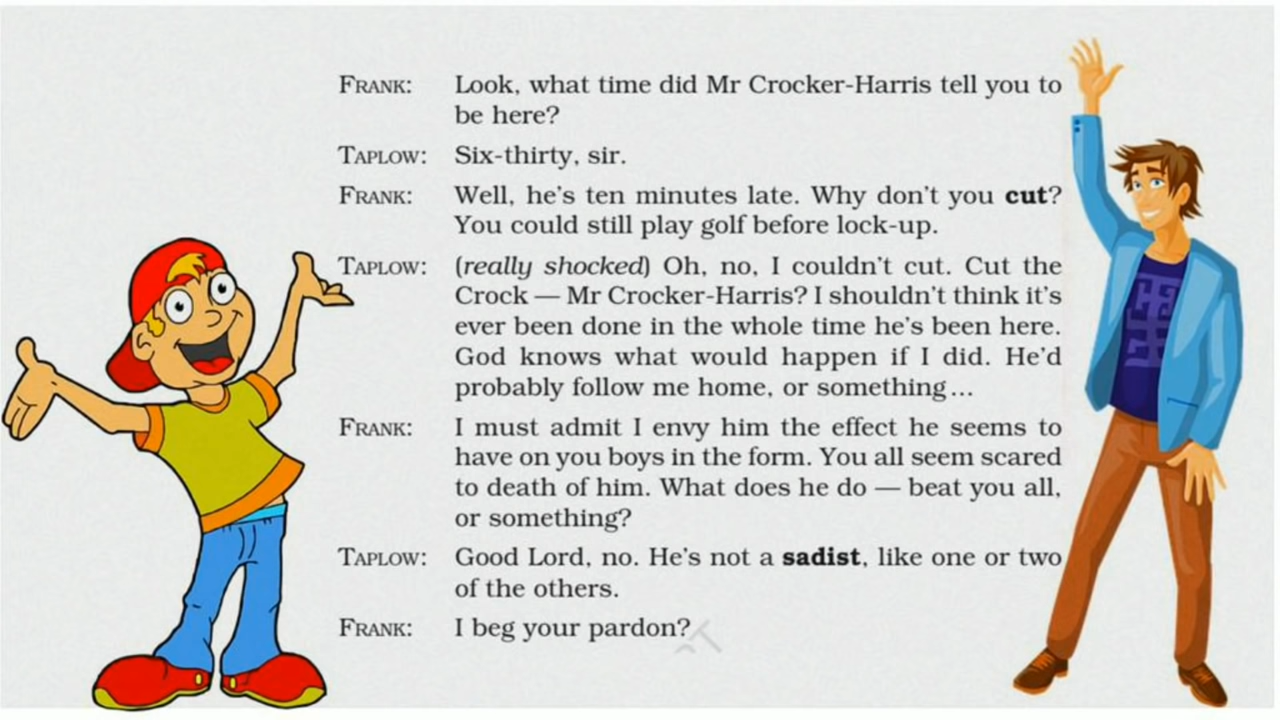 FRANK: Look, what time did Mr Crocker-Harris tell you to
be here?
TAPLOW: Six-thirty, sir.
FRANK: Well, he's ten minutes late. Why don't you cut?
You could still play golf before lock-up.
TAPLOW: (really shocked) Oh, no, I couldn't cut. Cut the
Crock — Mr Crocker-Harris? I shouldn't think it's
ever been done in the whole time he's been here.
God knows what would happen if I did. He'd
probably follow me home, or something...
FRANK: I must admit I envy him the effect he seems to
have on you boys in the form. You all seem scared
to death of him. What does he do — beat you all,
or something?
TAPLOW: Good Lord, no. He's not a sadist, like one or two
of the others.
FRANK: I beg your pardon?